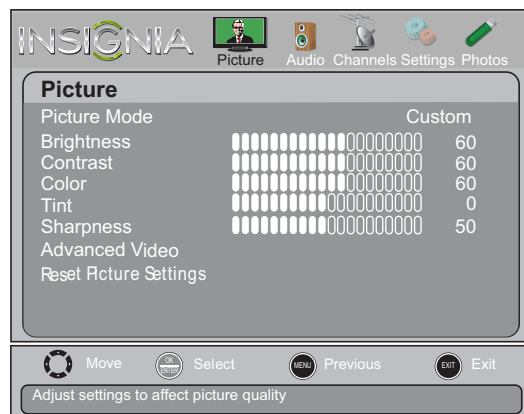 INSIGNIA
Picture Audio Channels Settings Photos
Picture
Picture Mode Custom
Brightness 60
Contrast 60
Color 60
Tint 0
Sharpness 50
Advanced Video
Reset Picture Settings
Move OK ENTER Select MENU Previous EXIT Exit
Adjust settings to affect picture quality